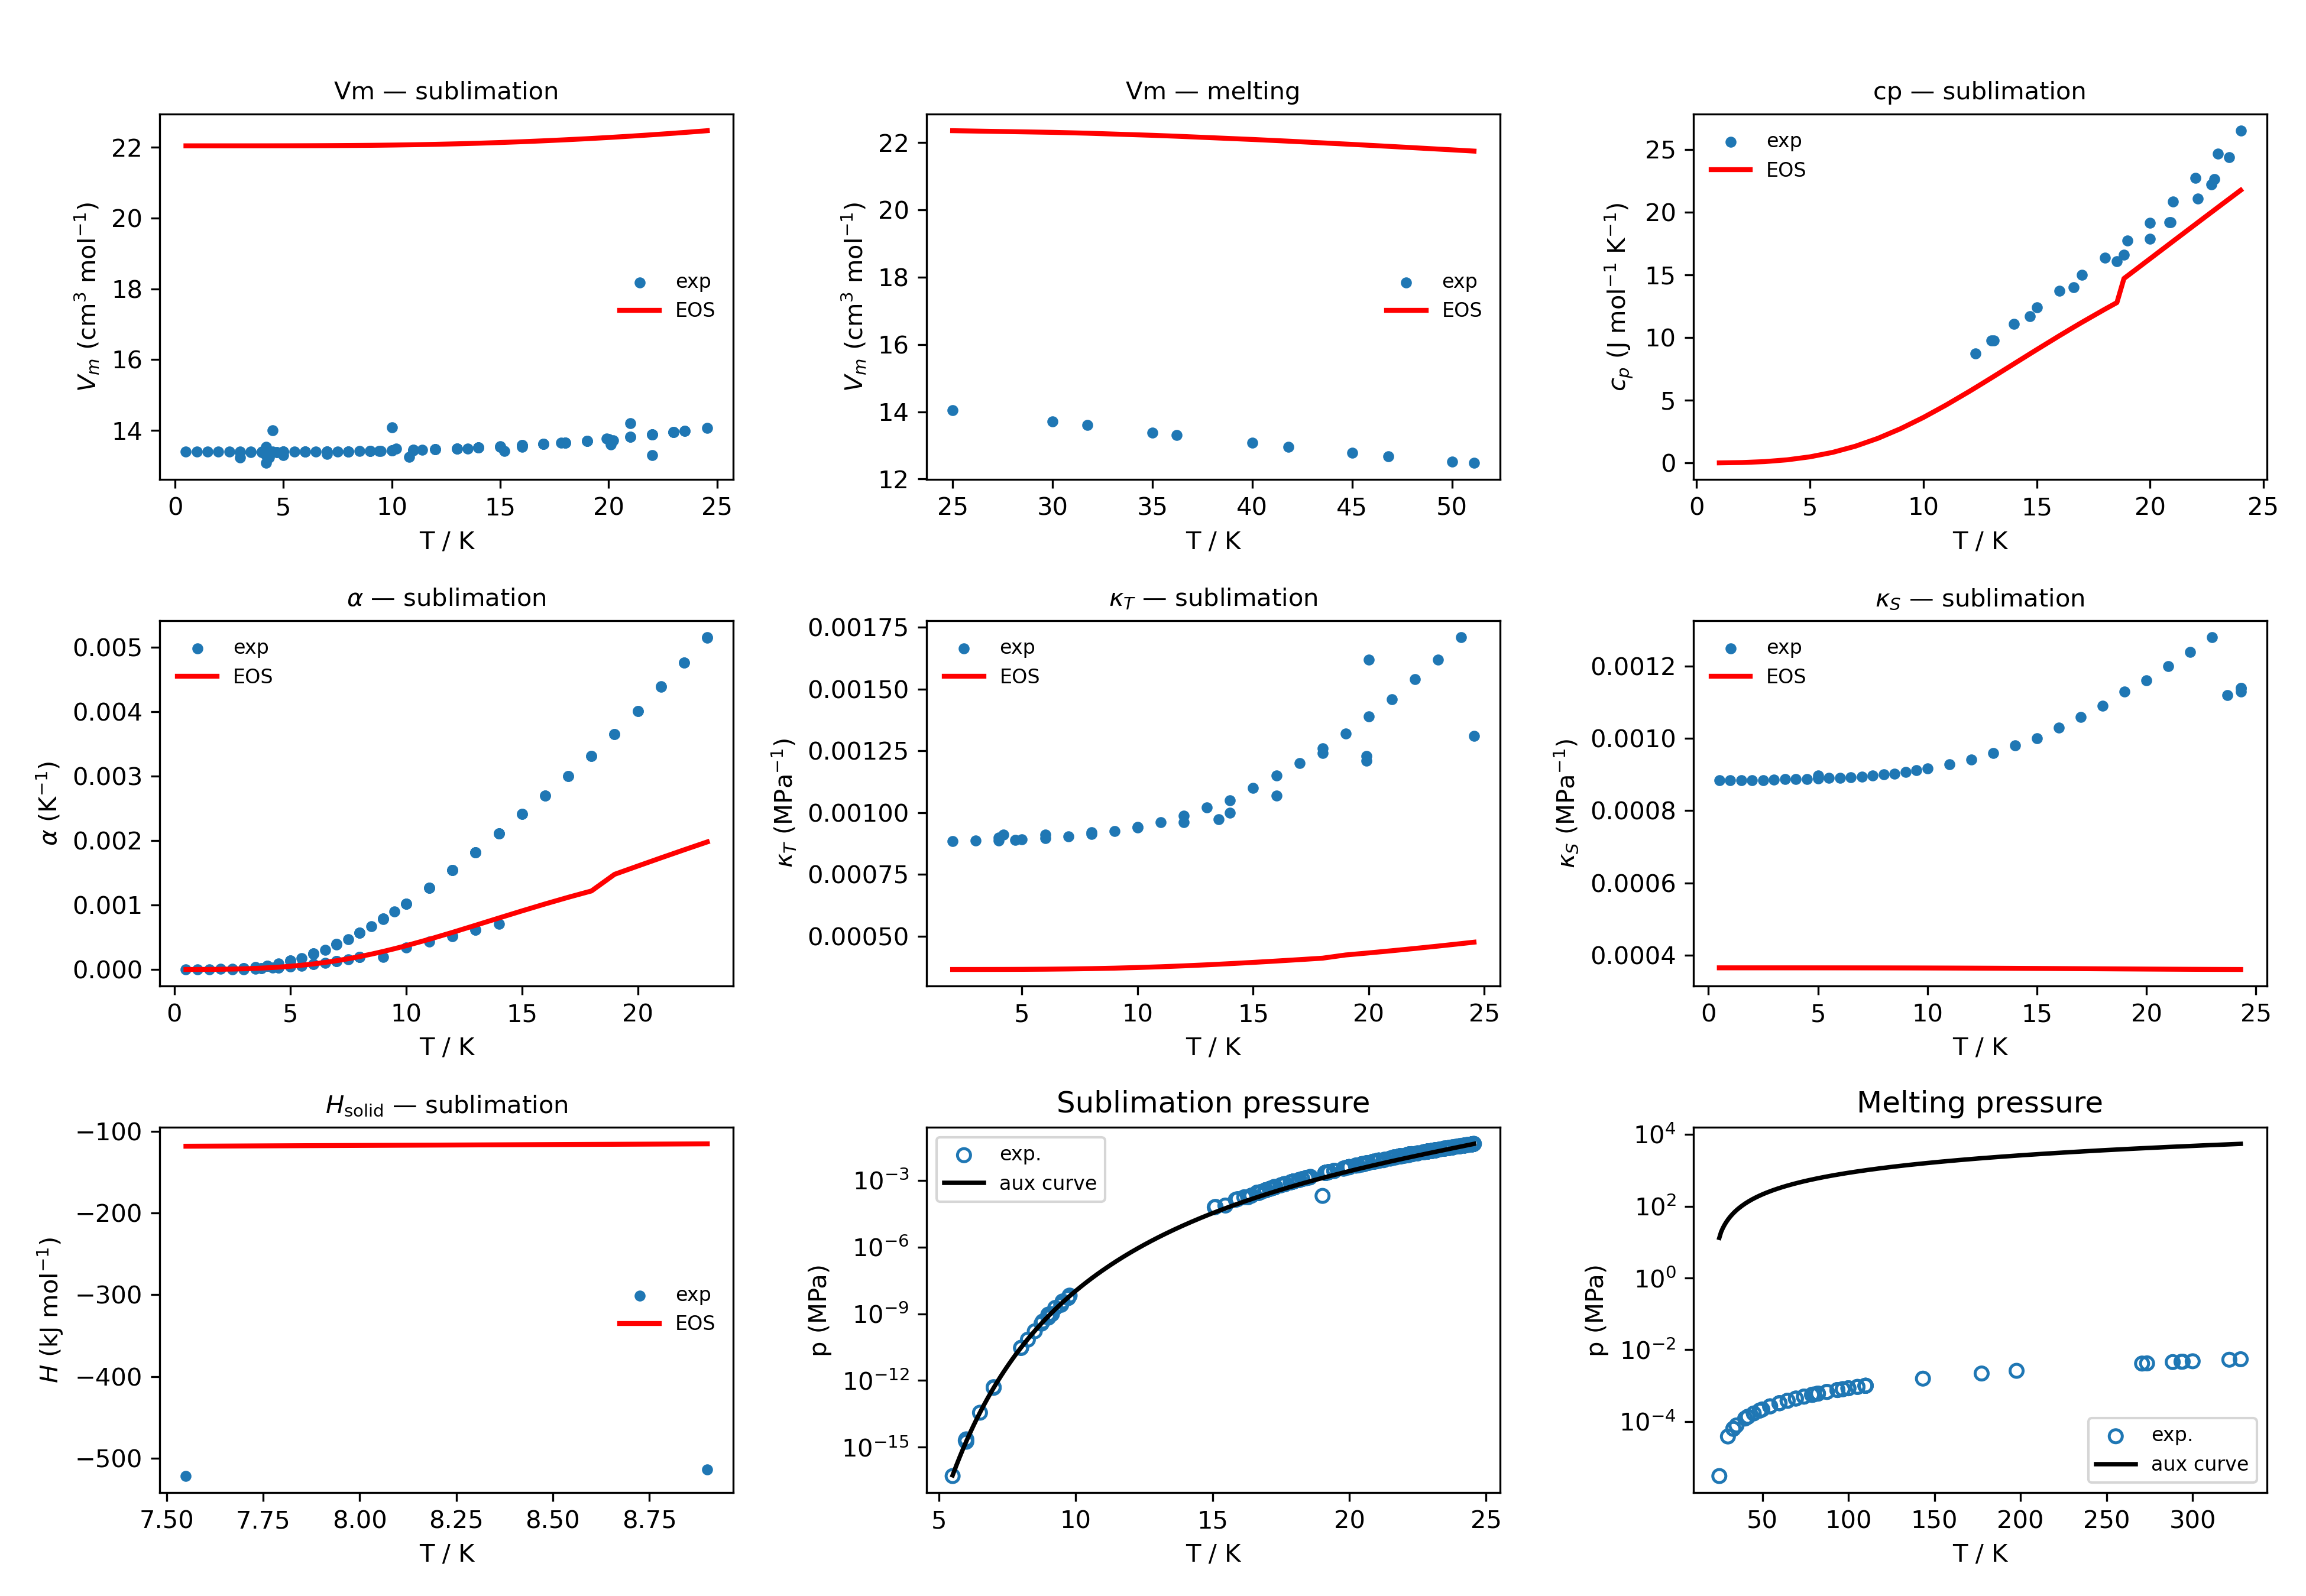 Vm — sublimation
V_m (cm³ mol⁻¹)
22
20
18
16
14
exp
EOS
0 5 10 15 20 25
T / K
Vm — melting
V_m (cm³ mol⁻¹)
22
20
18
16
14
12
exp
EOS
25 30 35 40 45 50
T / K
cp — sublimation
c_p (J mol⁻¹ K⁻¹)
25
20
15
10
5
0
exp
EOS
0 5 10 15 20 25
T / K
α — sublimation
α (K⁻¹)
0.005
0.004
0.003
0.002
0.001
0.000
exp
EOS
0 5 10 15 20
T / K
κ_T — sublimation
κ_T (MPa⁻¹)
0.00175
0.00150
0.00125
0.00100
0.00075
0.00050
exp
EOS
5 10 15 20 25
T / K
κ_S — sublimation
κ_S (MPa⁻¹)
0.0012
0.0010
0.0008
0.0006
0.0004
exp
EOS
0 5 10 15 20 25
T / K
H_solid — sublimation
H (kJ mol⁻¹)
−100
−200
−300
−400
−500
exp
EOS
7.50 7.75 8.00 8.25 8.50 8.75
T / K
Sublimation pressure
p (MPa)
10⁻³
10⁻⁶
10⁻⁹
10⁻¹²
10⁻¹⁵
exp.
aux curve
5 10 15 20 25
T / K
Melting pressure
p (MPa)
10⁴
10²
10⁰
10⁻²
10⁻⁴
exp.
aux curve
50 100 150 200 250 300
T / K